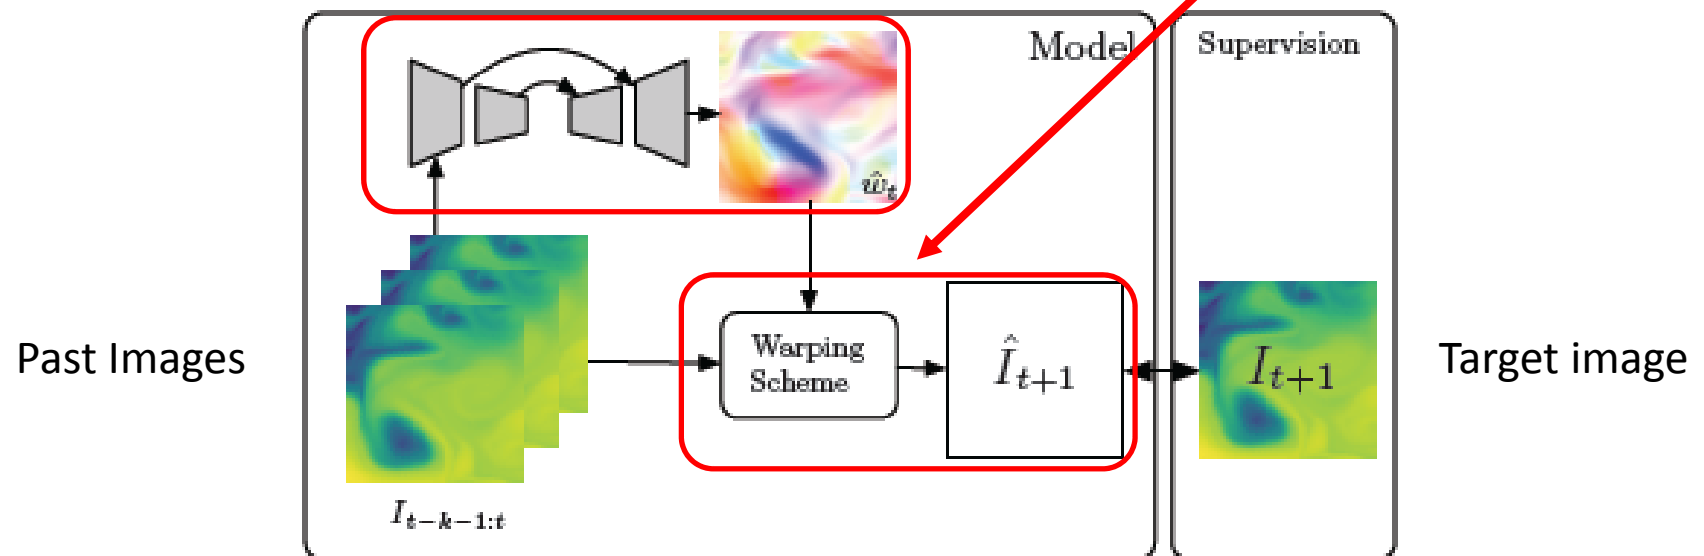 Model
Supervision
ŵₜ
Past Images
Warping
Scheme
Îₜ₊₁
Iₜ₊₁
Target image
Iₜ₋ₖ₋₁:ₜ